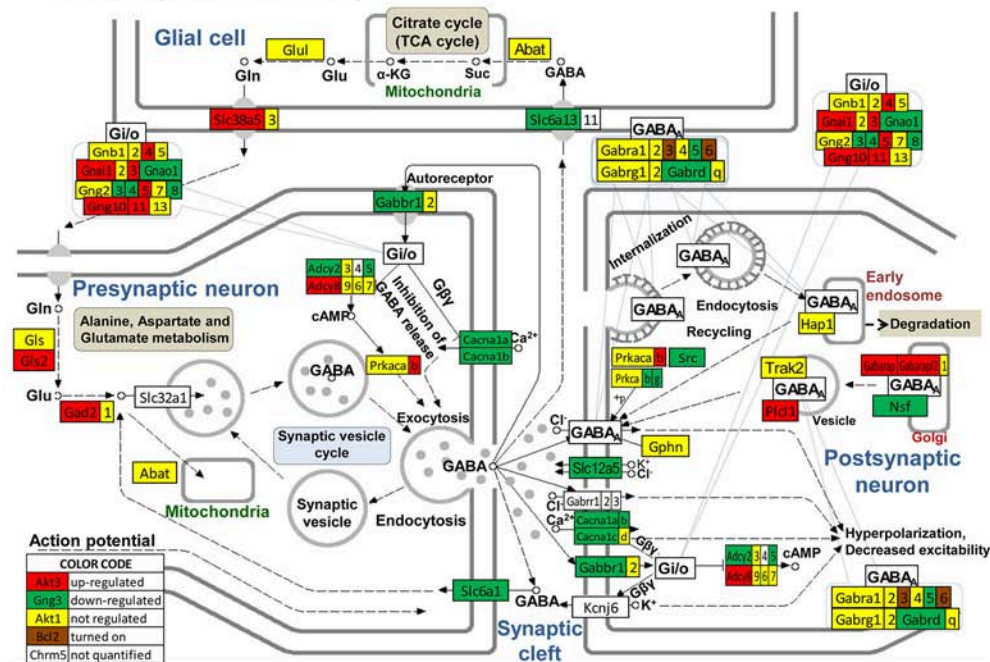 Glial cell
Citrate cycle
(TCA cycle)
Glul
Abat
Gln
Glu
α-KG
Suc
GABA
Mitochondria
Slc38a5 3
Slc6a13 11
Gi/o
Gnb1 2 4 5
Gnai1 2 3 Gnao1
Gng2 3 4 5 7 8
Gng10 11 13
GABAA
Gabra1 2 3 4 5 6
Gabrg1 2 Gabrd q
Gi/o
Gnb1 2 4 5
Gnai1 2 3 Gnao1
Gng2 3 4 5 7 8
Gng10 11 13
Autoreceptor
Gabbr1 2
Gi/o
Presynaptic neuron
Adcy2 3 4 5
Adcy8 9 6 7
Inhibition of
GABA release
Gβγ
cAMP
Cacna1a
Cacna1b
Ca2+
Prkaca b
Gln
Gls
Gls2
Glu
Gad2 1
Alanine, Aspartate and
Glutamate metabolism
Slc32a1
GABA
Exocytosis
Synaptic vesicle
cycle
GABA
Abat
Mitochondria
Synaptic
vesicle
Endocytosis
Internalization
GABAA
GABAA
Endocytosis
Recycling
GABAA
Hap1
Early
endosome
Degradation
Prkaca b
Src
Prkca b g
+p
Trak2
GABAA
Plcl1
Vesicle
Gabarap Gabarapl2 1
GABAA
Nsf
Golgi
Cl-
GABAA
Gphn
Slc12a5
K+
Cl-
Postsynaptic
neuron
Gabrr1 2 3
Cl-
Ca2+
Cacna1a b
Cacna1c d
Gβγ
Gabbr1 2
Gi/o
Adcy2 3 4 5
Adcy8 9 6 7
cAMP
Hyperpolarization,
Decreased excitability
Gβγ
Kcnj6
K+
GABAA
Gabra1 2 3 4 5 6
Gabrg1 2 Gabrd q
Slc6a1
GABA
Synaptic
cleft
Action potential
COLOR CODE
Akt3 up-regulated
Gng3 down-regulated
Akt1 not regulated
Bcl2 turned on
Chrm5 not quantified